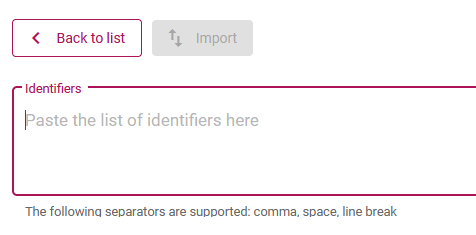 Back to list
Import
Identifiers
Paste the list of identifiers here
The following separators are supported: comma, space, line break